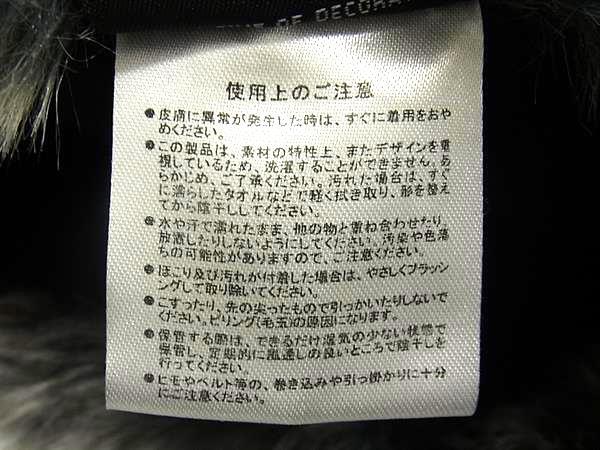 使用上のご注意
●皮膚に異常が発生した時は、すぐに着用をおや
めください。
●この製品は、素材の特性上、またデザインを重
視しているため、洗濯することができません。あ
らかじめ、ご了承ください。汚れた場合は、すぐ
に濡らしたタオルなどで軽く拭き取り、形を整え
てから陰干ししてください。
●水や汗で濡れたまま、他の物と重ね合わせたり、
放置したりしないようにしてください。汚染や色落
ちの可能性がありますので、ご注意ください。
●ほこり及び汚れが付着した場合は、やさしくブラッシ
ングして取り除いてください。
●こすったり、先の尖ったもので引っかいたりしないで
ください。ピリング(毛玉)の原因になります。
●保管する際は、できるだけ湿気の少ない状態で
保管し、定期的に風通しの良いところで陰干しを
行ってください。
●ヒモやベルト等の、巻き込みや引っ掛かりに十分
にご注意ください。